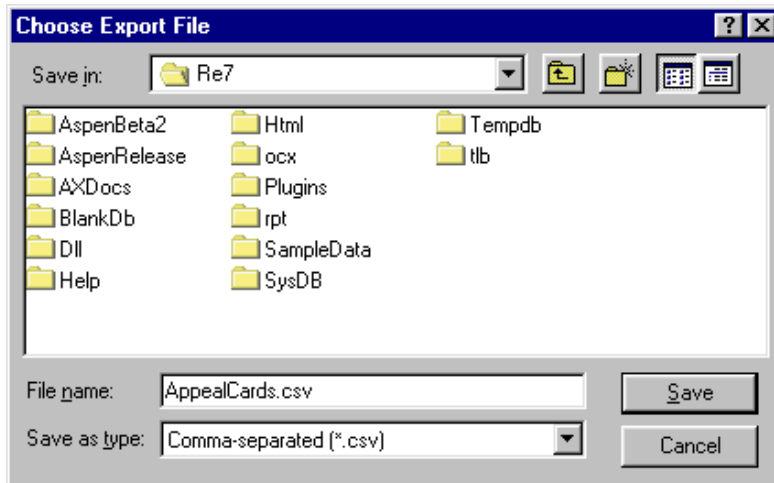 Choose Export File
Save in: Re7
AspenBeta2 Html Tempdb
AspenRelease ocx tlb
AXDocs Plugins
BlankDb rpt
Dll SampleData
Help SysDB
File name: AppealCards.csv Save
Save as type: Comma-separated (*.csv) Cancel